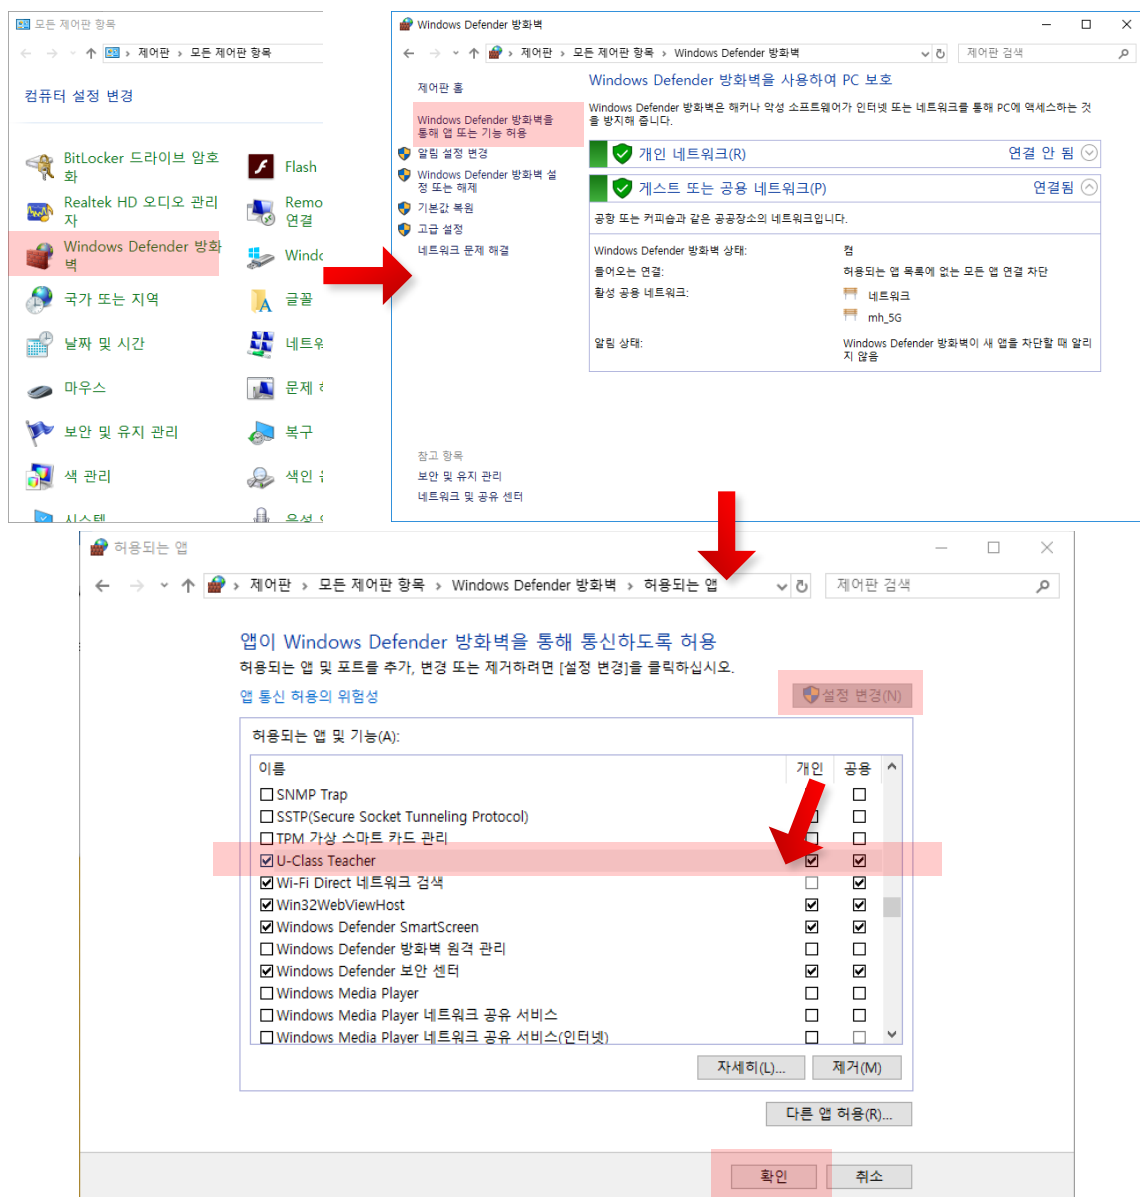 모든 제어판 항목
제어판 › 모든 제어판 항목
컴퓨터 설정 변경
BitLocker 드라이브 암호
화
Flash
Realtek HD 오디오 관리
자
Remo
연결
Windows Defender 방화
벽
Windo
국가 또는 지역
글꼴
날짜 및 시간
네트워
마우스
문제
보안 및 유지 관리
복구
색 관리
색인
시스템
음성
Windows Defender 방화벽
제어판 › 모든 제어판 항목 › Windows Defender 방화벽
제어판 검색
제어판 홈
Windows Defender 방화벽을
통해 앱 또는 기능 허용
알림 설정 변경
Windows Defender 방화벽 설
정 또는 해제
기본값 복원
고급 설정
네트워크 문제 해결
참고 항목
보안 및 유지 관리
네트워크 및 공유 센터
Windows Defender 방화벽을 사용하여 PC 보호
Windows Defender 방화벽은 해커나 악성 소프트웨어가 인터넷 또는 네트워크를 통해 PC에 액세스하는 것
을 방지해 줍니다.
개인 네트워크(R) 연결 안 됨
게스트 또는 공용 네트워크(P) 연결됨
공항 또는 커피숍과 같은 공공장소의 네트워크입니다.
Windows Defender 방화벽 상태: 켬
들어오는 연결: 허용되는 앱 목록에 없는 모든 앱 연결 차단
활성 공용 네트워크: 네트워크
mh_5G
알림 상태: Windows Defender 방화벽이 새 앱을 차단할 때 알리
지 않음
허용되는 앱
제어판 › 모든 제어판 항목 › Windows Defender 방화벽 › 허용되는 앱
제어판 검색
앱이 Windows Defender 방화벽을 통해 통신하도록 허용
허용되는 앱 및 포트를 추가, 변경 또는 제거하려면 [설정 변경]을 클릭하십시오.
앱 통신 허용의 위험성
설정 변경(N)
허용되는 앱 및 기능(A):
이름 개인 공용
SNMP Trap
SSTP(Secure Socket Tunneling Protocol)
TPM 가상 스마트 카드 관리
U-Class Teacher
Wi-Fi Direct 네트워크 검색
Win32WebViewHost
Windows Defender SmartScreen
Windows Defender 방화벽 원격 관리
Windows Defender 보안 센터
Windows Media Player
Windows Media Player 네트워크 공유 서비스
Windows Media Player 네트워크 공유 서비스(인터넷)
자세히(L)... 제거(M)
다른 앱 허용(R)...
확인 취소